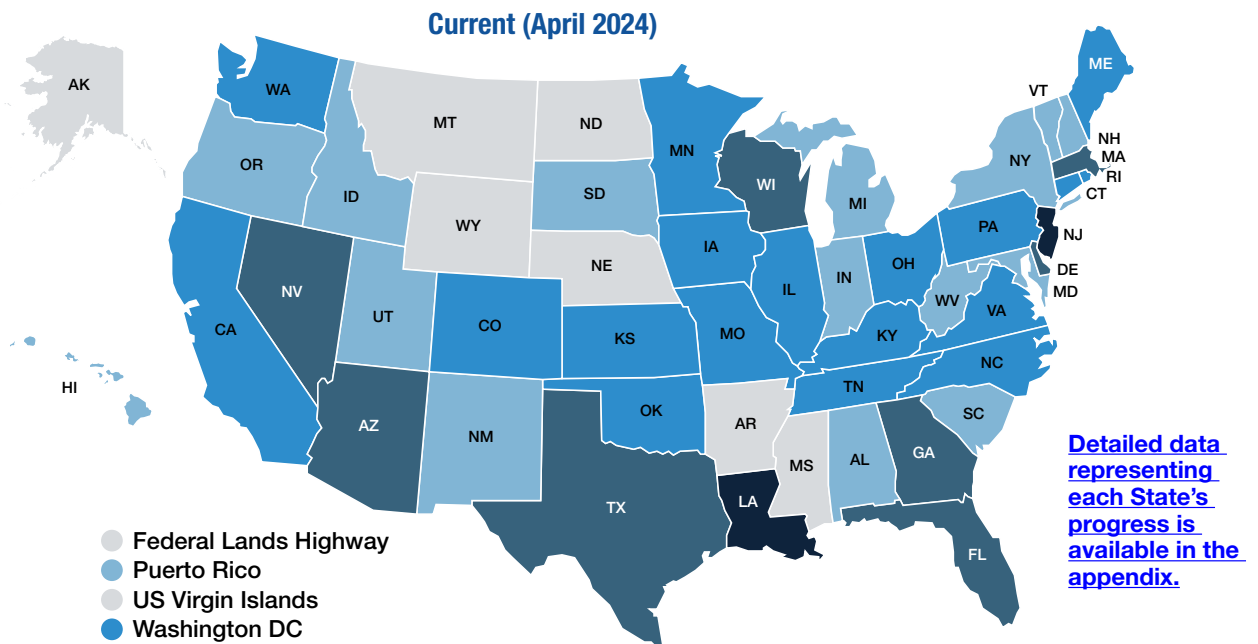 Current (April 2024)
AK
WA
MT
ND
MN
ME
VT
NH
MA
RI
CT
NY
OR
ID
SD
WI
MI
WY
PA
NJ
IA
NE
OH
DE
MD
NV
IL
IN
WV
UT
CO
VA
CA
KS
MO
KY
HI
NC
TN
AZ
NM
OK
AR
SC
MS
AL
GA
LA
TX
FL
Federal Lands Highway
Puerto Rico
US Virgin Islands
Washington DC
Detailed data
representing
each State’s
progress is
available in the
appendix.